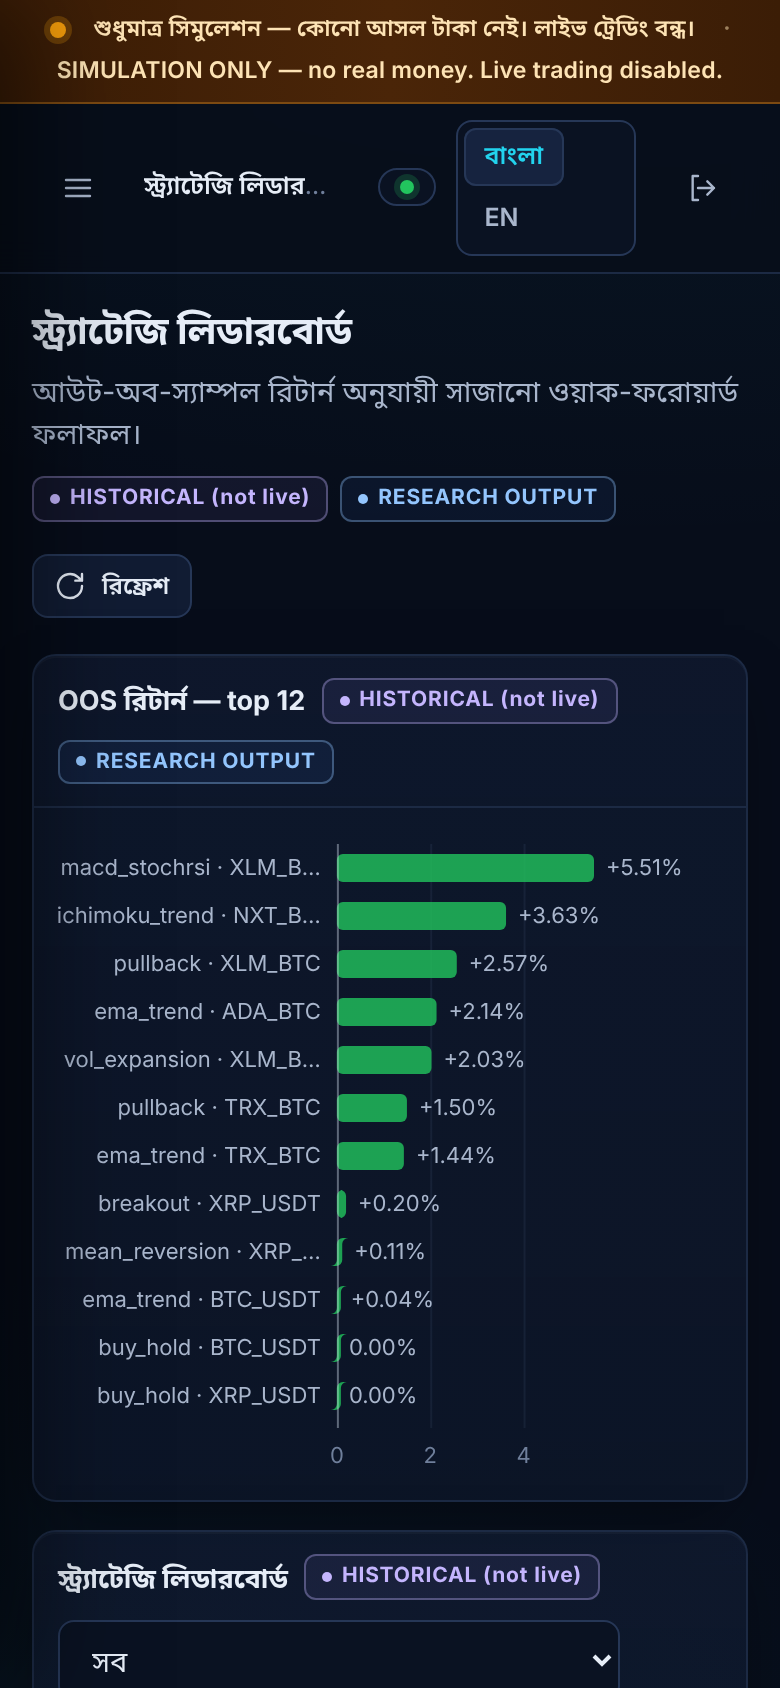 শুধুমাত্র সিমুলেশন — কোনো আসল টাকা নেই। লাইভ ট্রেডিং বন্ধ। ·
SIMULATION ONLY — no real money. Live trading disabled.
স্ট্র্যাটেজি লিডার...
বাংলা
EN
স্ট্র্যাটেজি লিডারবোর্ড
আউট-অব-স্যাম্পল রিটার্ন অনুযায়ী সাজানো ওয়াক-ফরোয়ার্ড
ফলাফল।
HISTORICAL (not live) RESEARCH OUTPUT
রিফ্রেশ
OOS রিটার্ন — top 12 HISTORICAL (not live)
RESEARCH OUTPUT
macd_stochrsi · XLM_B... +5.51%
ichimoku_trend · NXT_B... +3.63%
pullback · XLM_BTC +2.57%
ema_trend · ADA_BTC +2.14%
vol_expansion · XLM_B... +2.03%
pullback · TRX_BTC +1.50%
ema_trend · TRX_BTC +1.44%
breakout · XRP_USDT +0.20%
mean_reversion · XRP_... +0.11%
ema_trend · BTC_USDT +0.04%
buy_hold · BTC_USDT 0.00%
buy_hold · XRP_USDT 0.00%
0 2 4
স্ট্র্যাটেজি লিডারবোর্ড HISTORICAL (not live)
সব